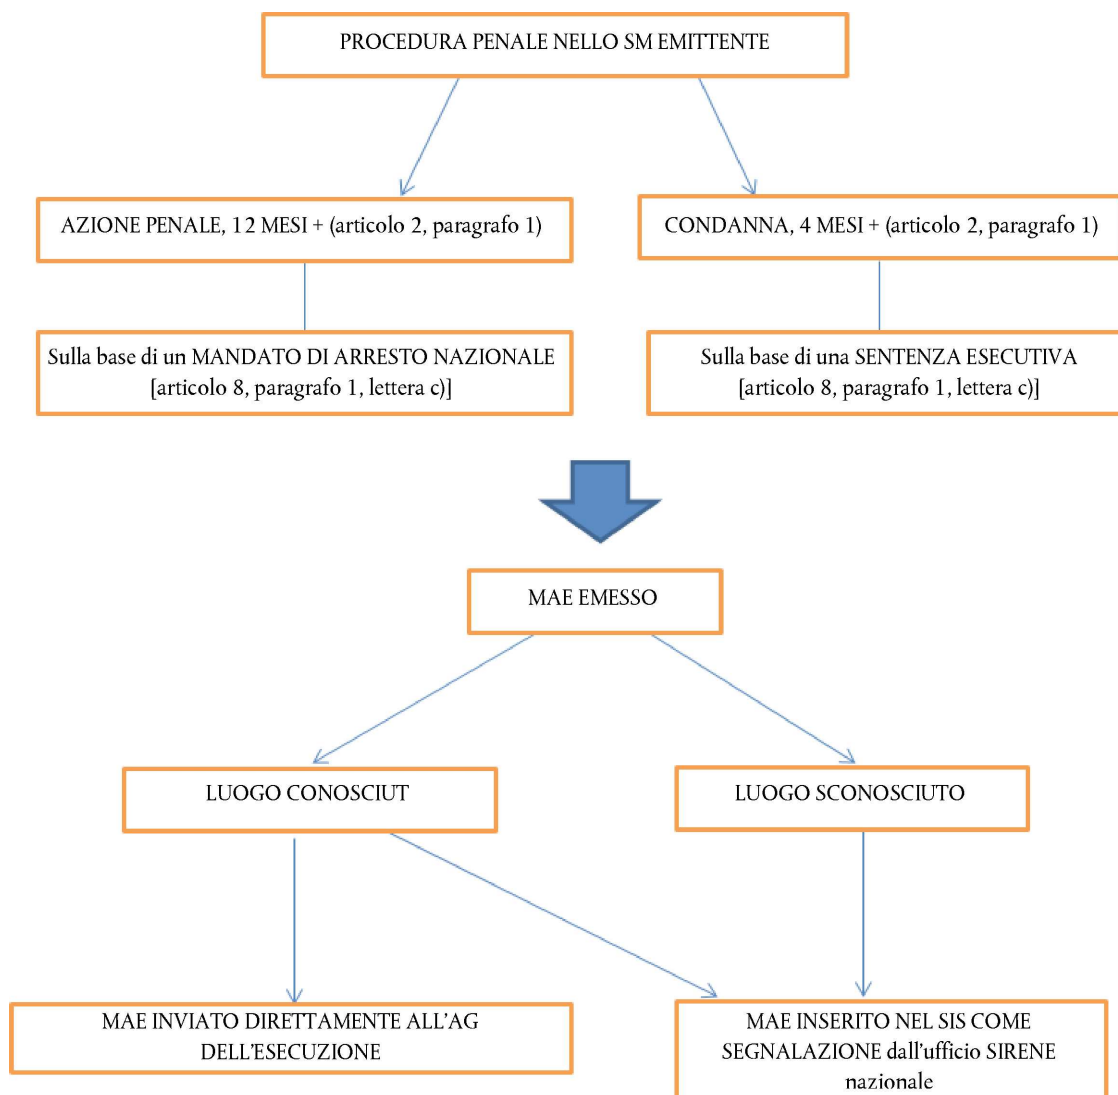 PROCEDURA PENALE NELLO SM EMITTENTE
AZIONE PENALE, 12 MESI + (articolo 2, paragrafo 1)
CONDANNA, 4 MESI + (articolo 2, paragrafo 1)
Sulla base di un MANDATO DI ARRESTO NAZIONALE
[articolo 8, paragrafo 1, lettera c)]
Sulla base di una SENTENZA ESECUTIVA
[articolo 8, paragrafo 1, lettera c)]
MAE EMESSO
LUOGO CONOSCIUT
LUOGO SCONOSCIUTO
MAE INVIATO DIRETTAMENTE ALL'AG
DELL'ESECUZIONE
MAE INSERITO NEL SIS COME
SEGNALAZIONE dall'ufficio SIRENE
nazionale